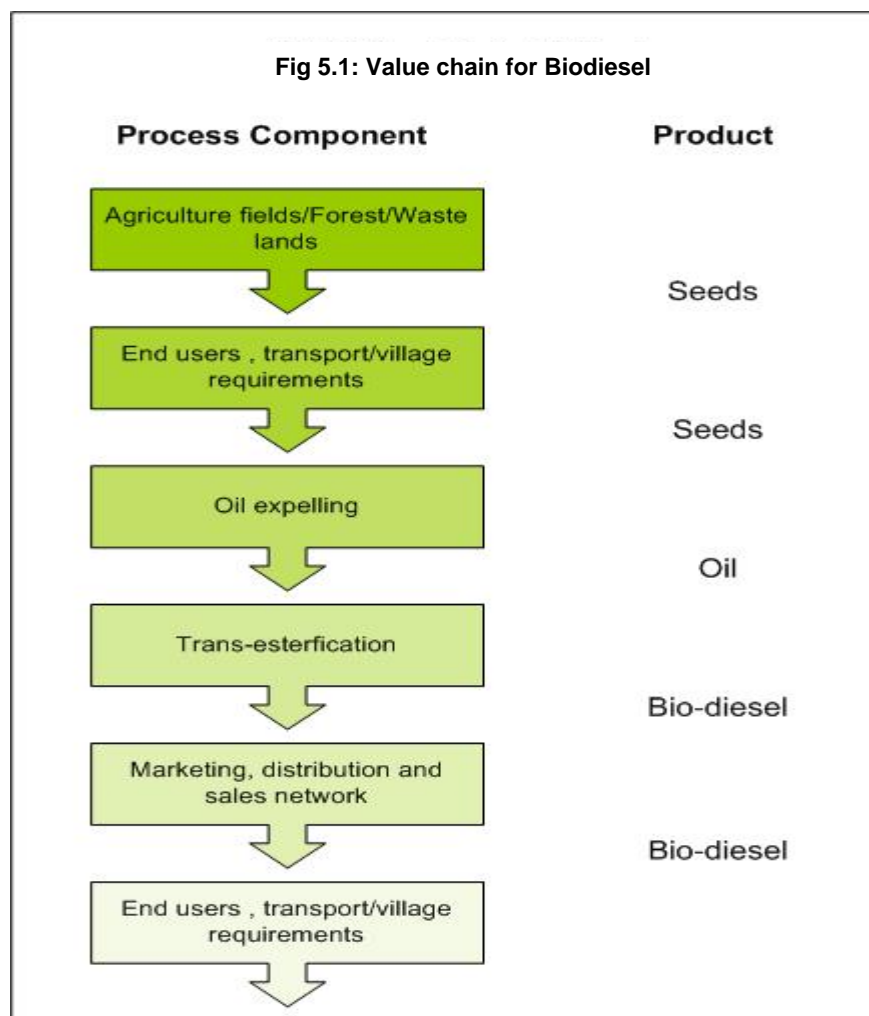 Fig 5.1: Value chain for Biodiesel
Process Component
Product
Agriculture fields/Forest/Waste
lands
Seeds
End users , transport/village
requirements
Seeds
Oil expelling
Oil
Trans-esterfication
Bio-diesel
Marketing, distribution and
sales network
Bio-diesel
End users , transport/village
requirements